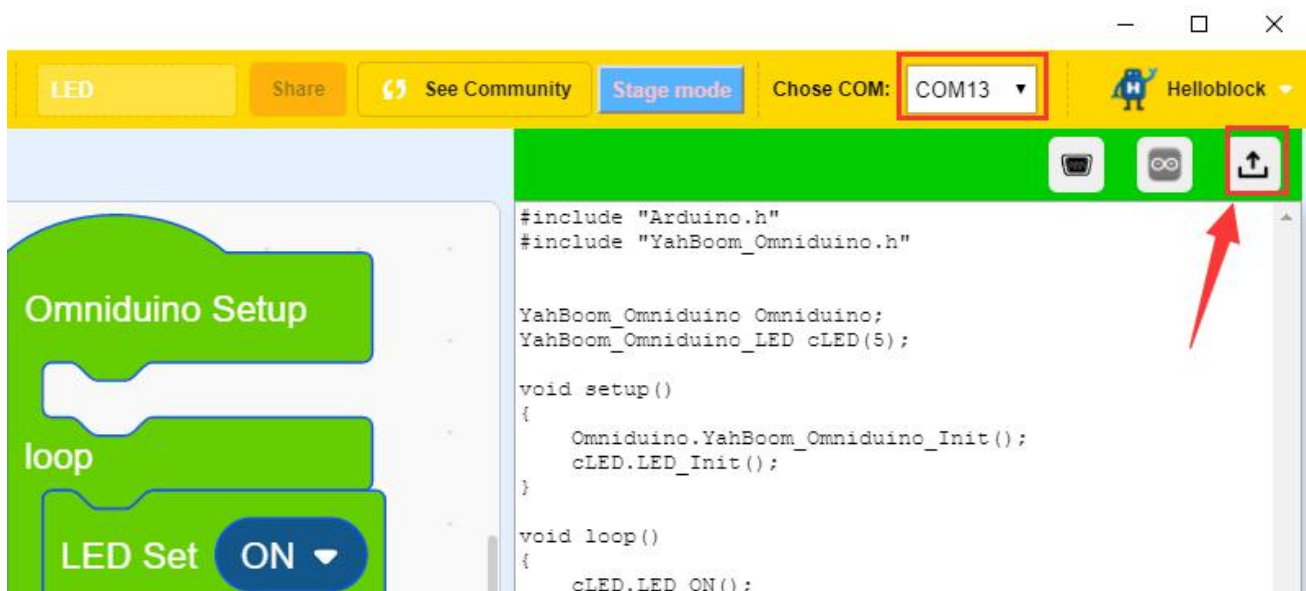 LED Share See Community Stage mode Chose COM: COM13 Helloblock
Omniduino Setup
loop
LED Set ON
#include "Arduino.h"
#include "YahBoom_Omniduino.h"
YahBoom_Omniduino Omniduino;
YahBoom_Omniduino_LED cLED(5);
void setup()
{
    Omniduino.YahBoom_Omniduino_Init();
    cLED.LED_Init();
}
void loop()
{
    cLED.LED_ON();